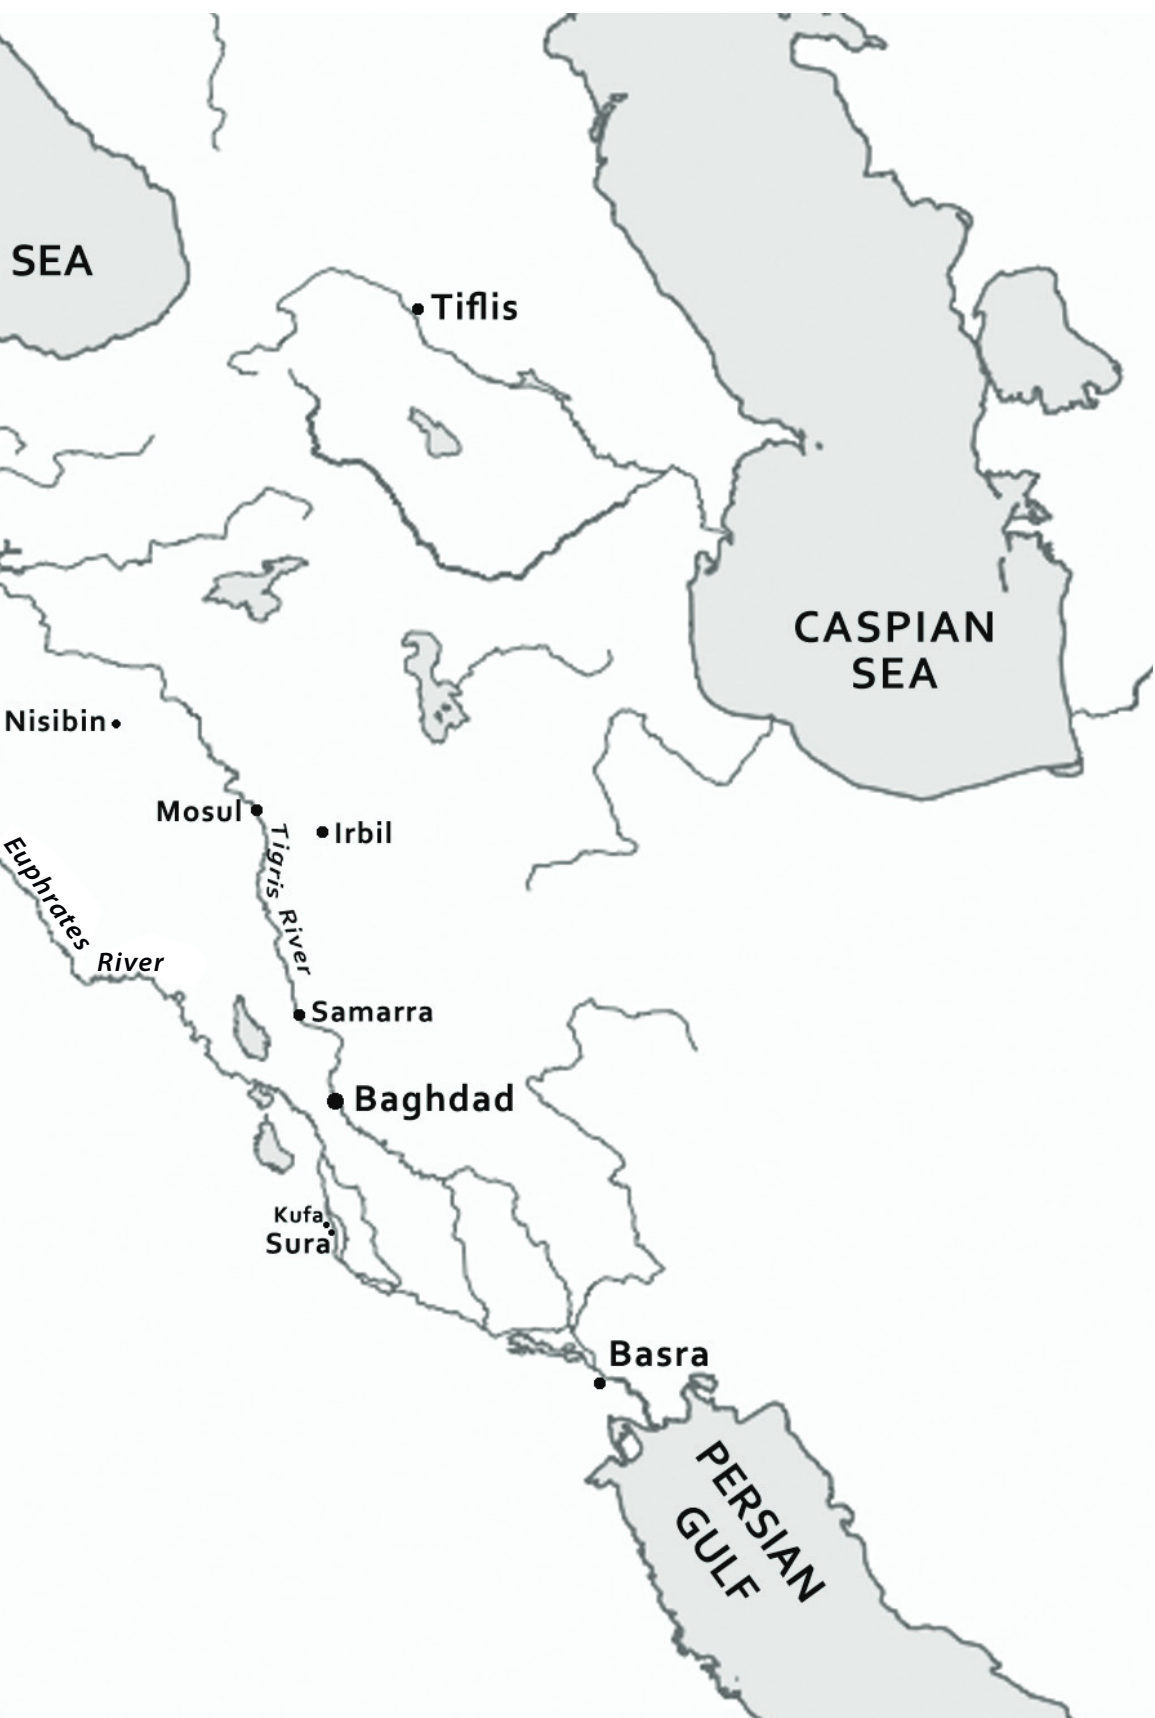 SEA
Tiflis
CASPIAN
SEA
Nisibin
Mosul
Irbil
Tigris River
Euphrates
River
Samarra
Baghdad
Kufa
Sura
Basra
PERSIAN
GULF